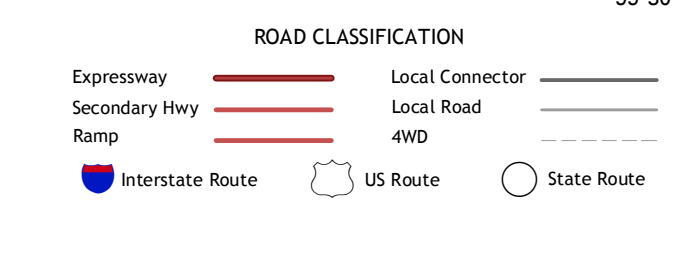 ROAD CLASSIFICATION
Expressway
Local Connector
Secondary Hwy
Local Road
Ramp
4WD
Interstate Route
US Route
State Route